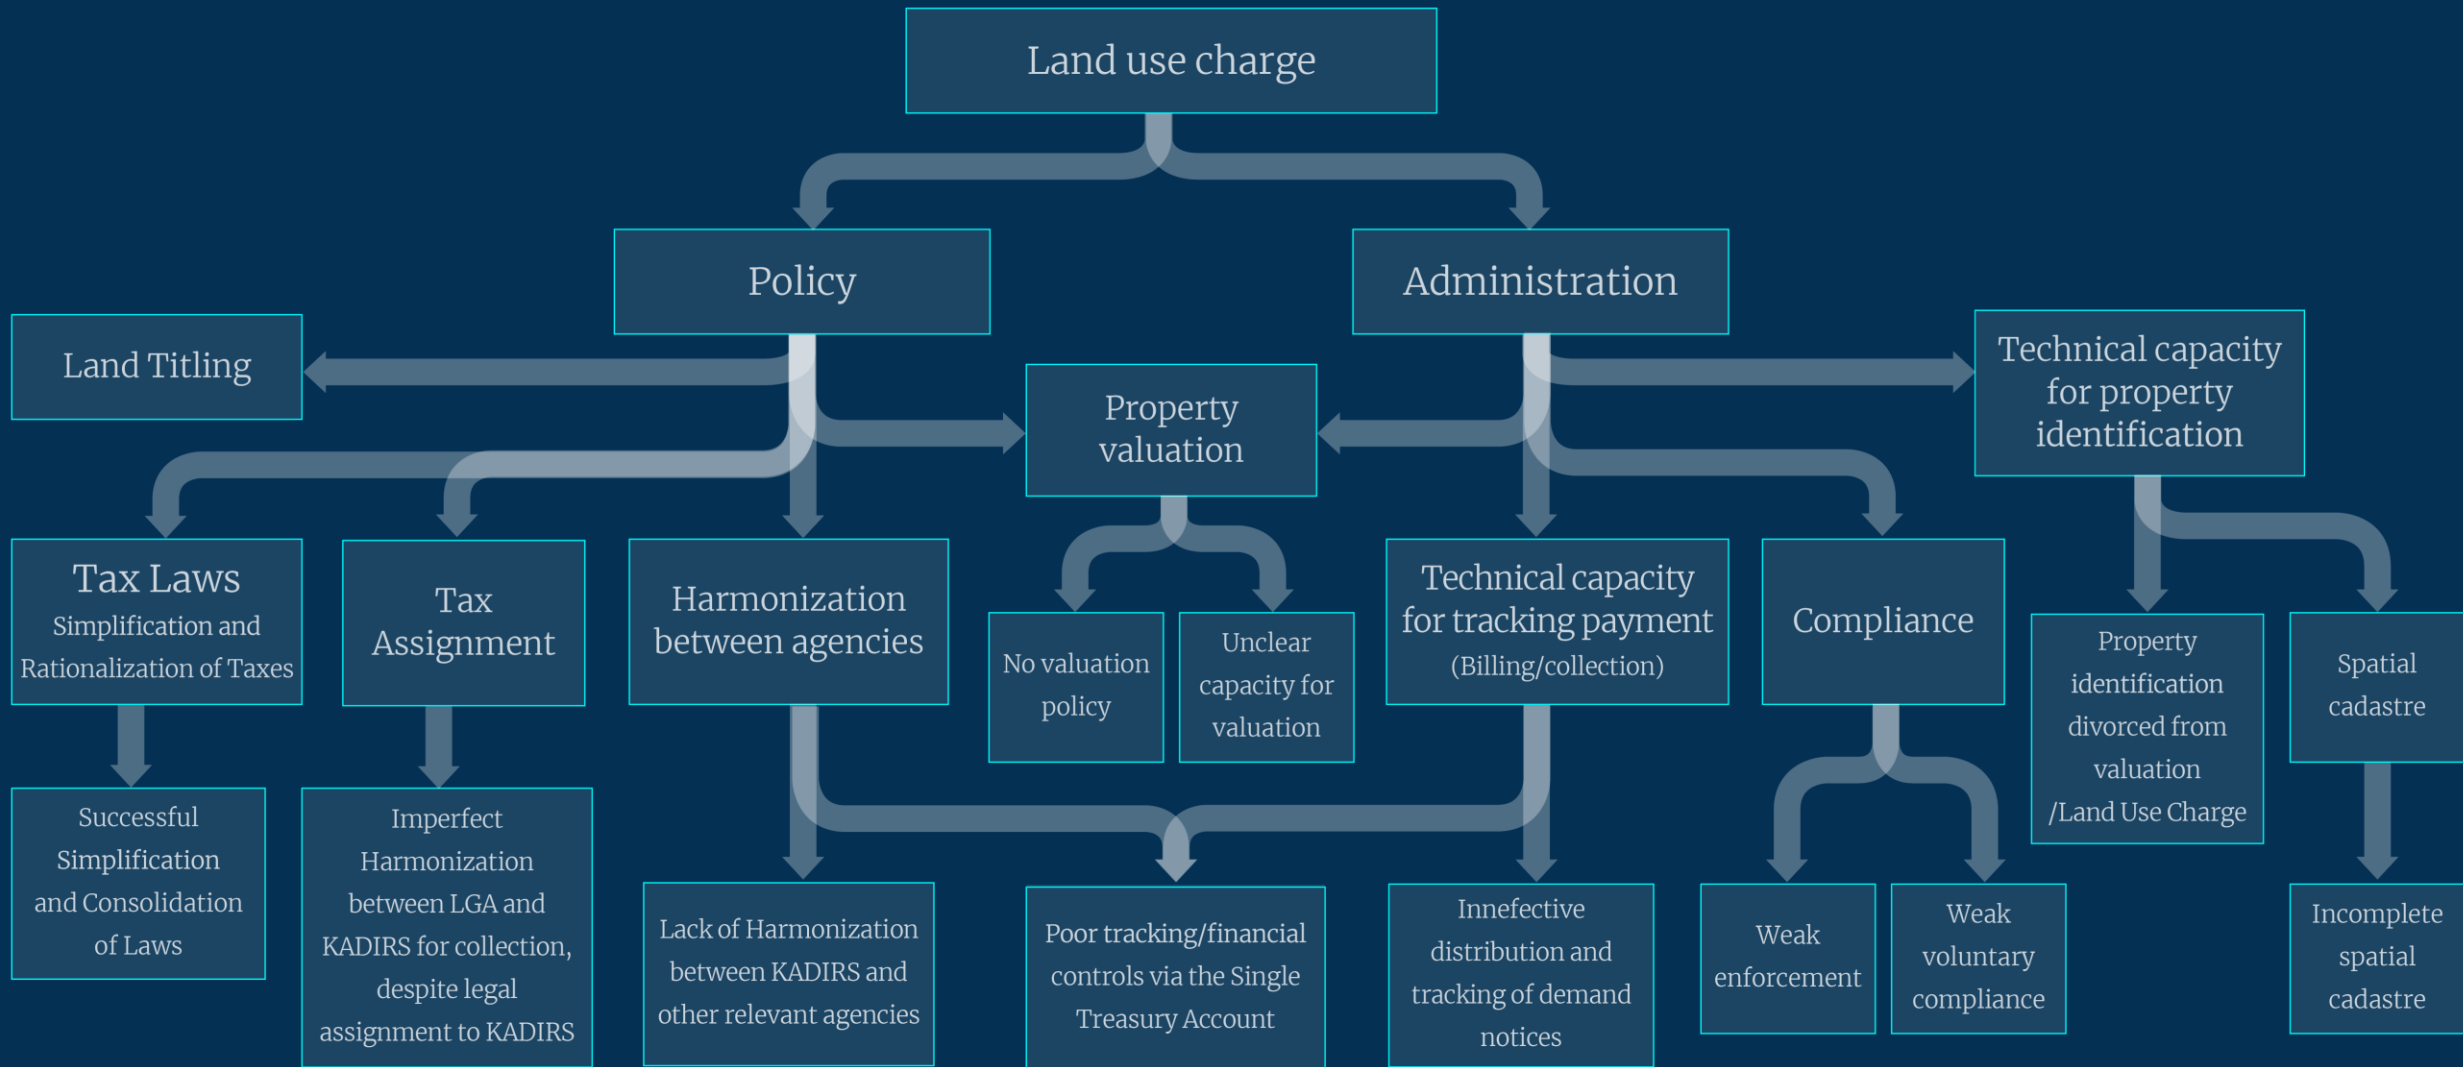 Land use charge
Policy
Administration
Land Titling
Property
valuation
Technical capacity
for property
identification
Tax Laws
Simplification and
Rationalization of Taxes
Tax
Assignment
Harmonization
between agencies
No valuation
policy
Unclear
capacity for
valuation
Technical capacity
for tracking payment
(Billing/collection)
Compliance
Property
identification
divorced from
valuation
/Land Use Charge
Spatial
cadastre
Successful
Simplification
and Consolidation
of Laws
Imperfect
Harmonization
between LGA and
KADIRS for collection,
despite legal
assignment to KADIRS
Lack of Harmonization
between KADIRS and
other relevant agencies
Poor tracking/financial
controls via the Single
Treasury Account
Innefective
distribution and
tracking of demand
notices
Weak
enforcement
Weak
voluntary
compliance
Incomplete
spatial
cadastre